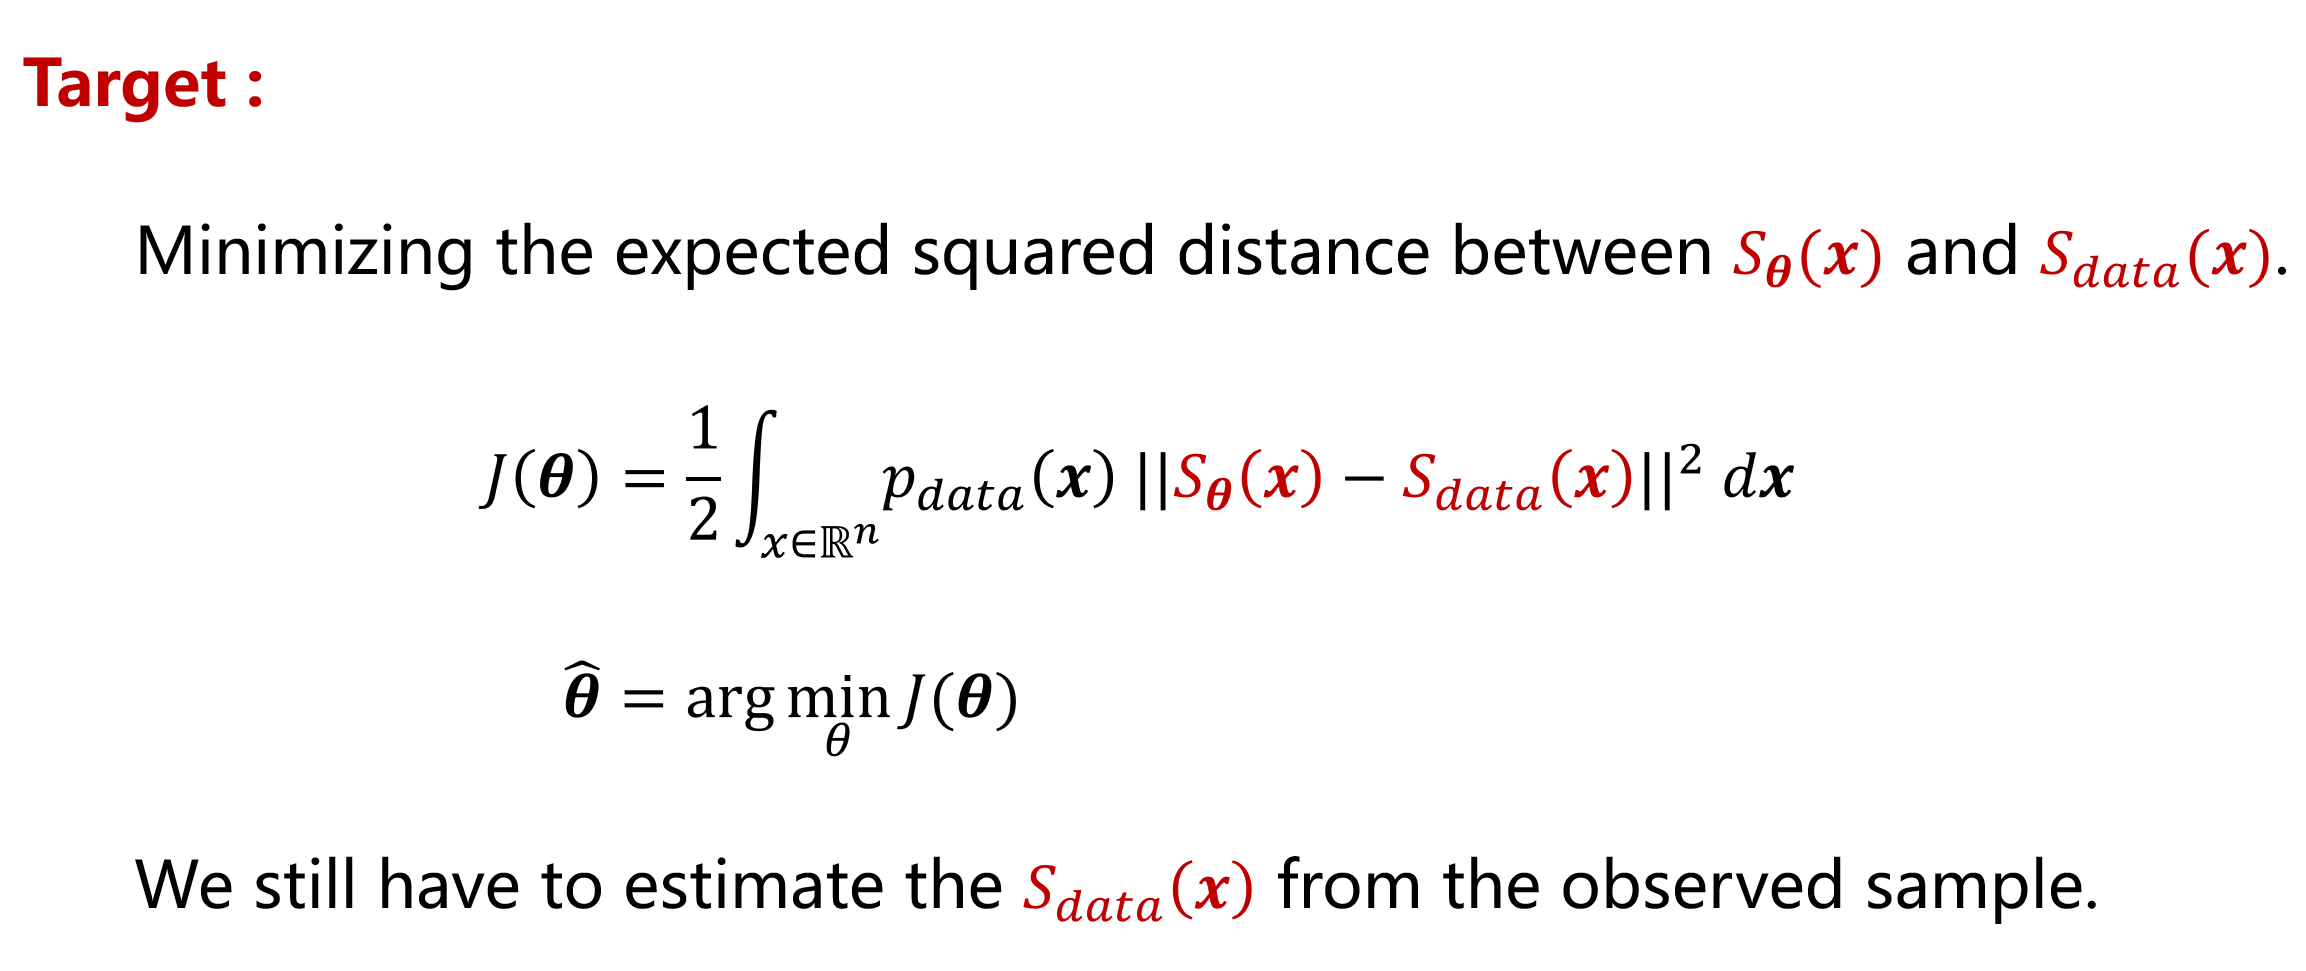 Target :
Minimizing the expected squared distance between $S_{\boldsymbol{\theta}}(\boldsymbol{x})$ and $S_{data}(\boldsymbol{x})$.
$J(\boldsymbol{\theta}) = \frac{1}{2} \int_{x \in \mathbb{R}^n} p_{data}(\boldsymbol{x}) \, ||S_{\boldsymbol{\theta}}(\boldsymbol{x}) - S_{data}(\boldsymbol{x})||^2 \, d\boldsymbol{x}$
$\widehat{\boldsymbol{\theta}} = \arg \min_{\theta} J(\boldsymbol{\theta})$
We still have to estimate the $S_{data}(\boldsymbol{x})$ from the observed sample.